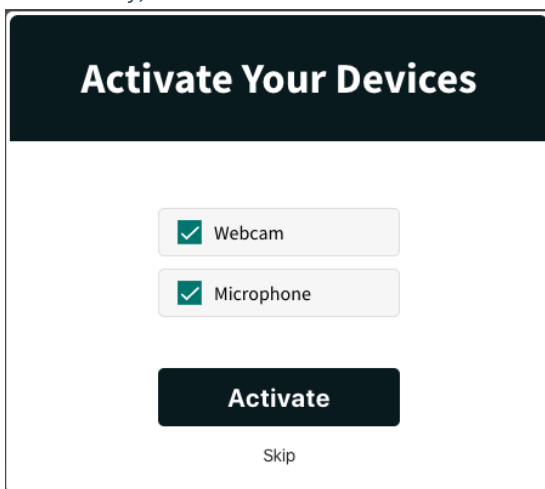 Activate Your Devices
Webcam
Microphone
Activate
Skip